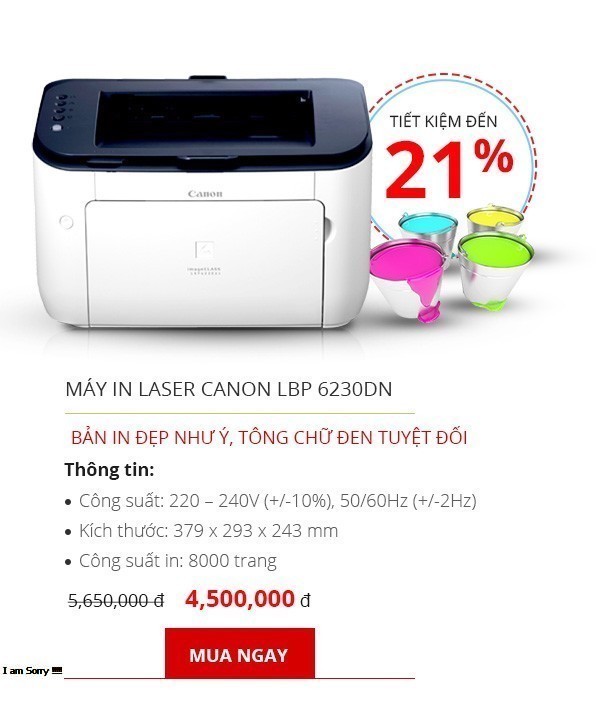 TIẾT KIỆM ĐẾN
21%
Canon
imageCLASS
MÁY IN LASER CANON LBP 6230DN
BẢN IN ĐẸP NHƯ Ý, TÔNG CHỮ ĐEN TUYỆT ĐỐI
Thông tin:
• Công suất: 220 – 240V (+/-10%), 50/60Hz (+/-2Hz)
• Kích thước: 379 x 293 x 243 mm
• Công suất in: 8000 trang
5,650,000 đ 4,500,000 đ
MUA NGAY
I am Sorry !!!!